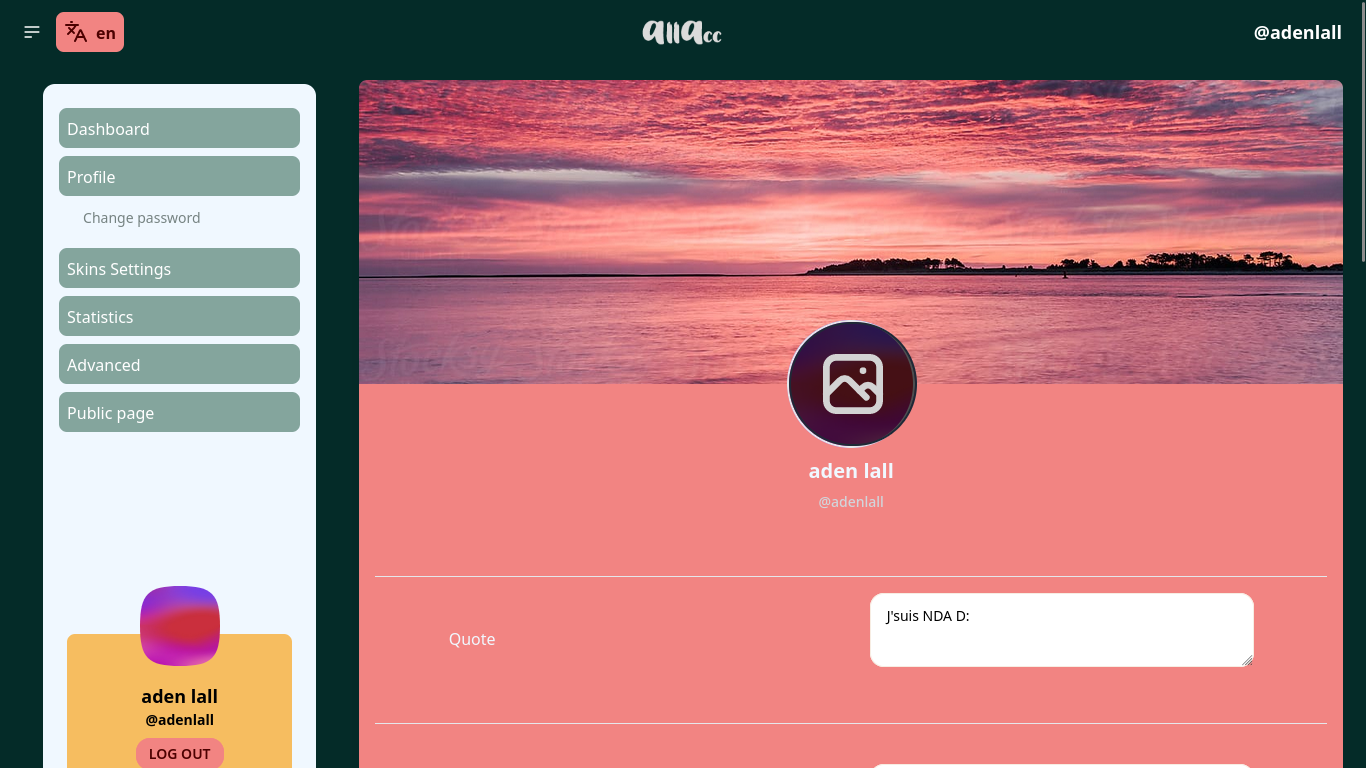 en
allacc
@adenlall
Dashboard
Profile
Change password
Skins Settings
Statistics
Advanced
Public page
aden lall
@adenlall
LOG OUT
aden lall
@adenlall
Quote
J'suis NDA D: